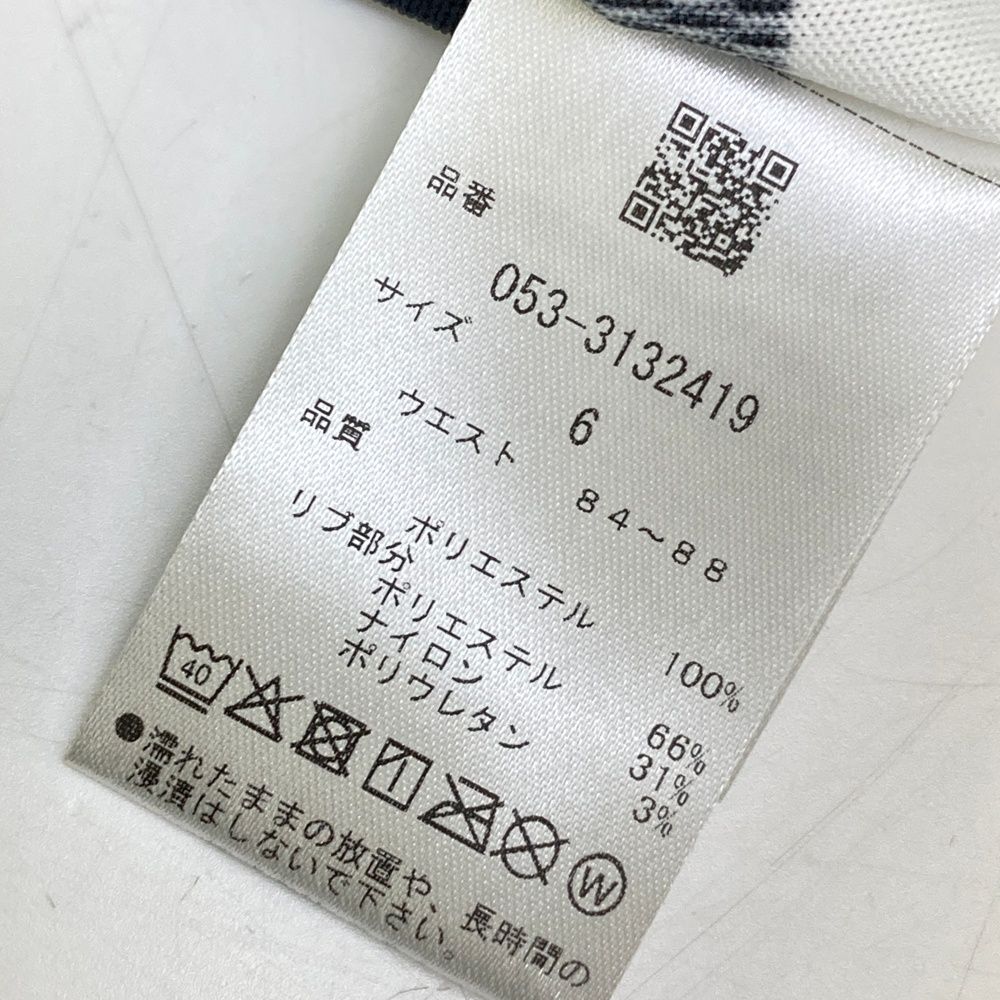 品番
053-3132419
サイズ
6
ウエスト
84～88
品質
ポリエステル 100%
リブ部分
ポリエステル 66%
ナイロン 31%
ポリウレタン 3%
40
W
●濡れたままの放置や、長時間の
浸漬はしないで下さい。